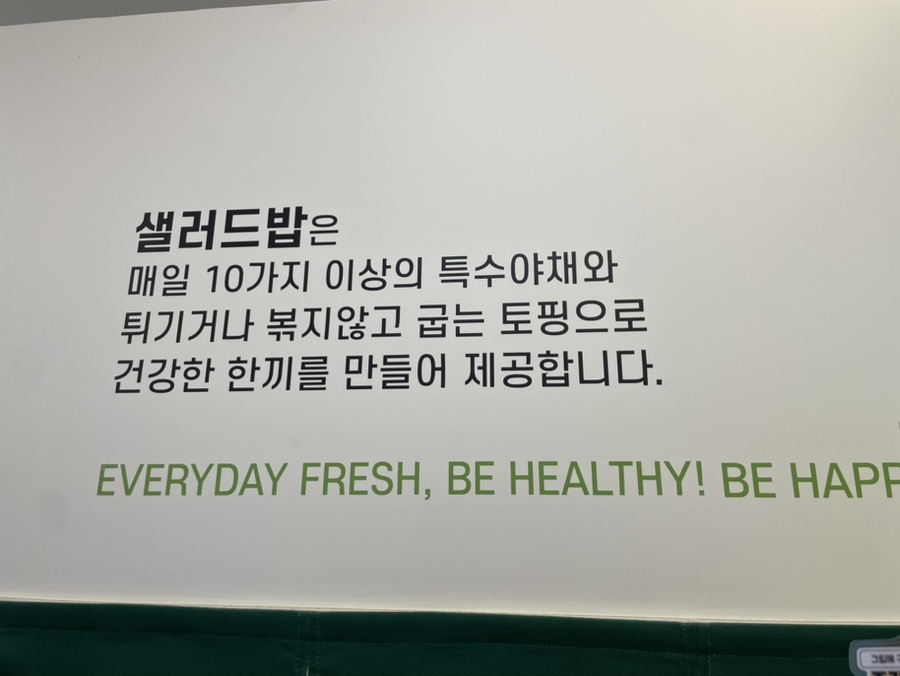 샐러드밥은
매일 10가지 이상의 특수야채와
튀기거나 볶지않고 굽는 토핑으로
건강한 한끼를 만들어 제공합니다.
EVERYDAY FRESH, BE HEALTHY! BE HAPP